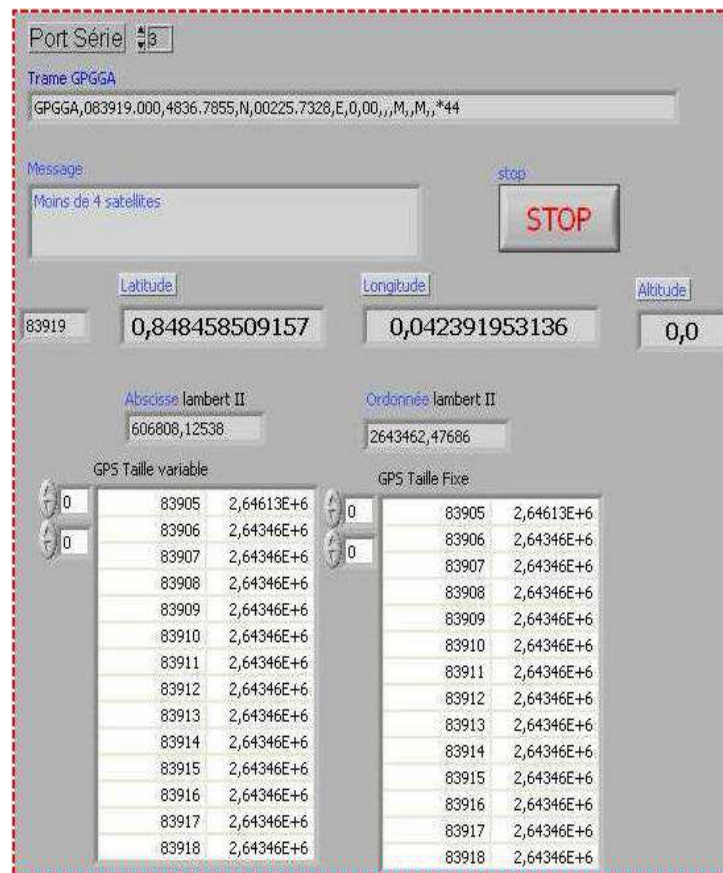 Port Série 3
Trame GPGGA
GPGGA,083919.000,4836.7855,N,00225.7328,E,0,00,,,M,,M,,*44
Message
stop
Moins de 4 satellites
STOP
Latitude
Longitude
Altitude
83919
0,848458509157
0,042391953136
0,0
Abscisse lambert II
Ordonnée lambert II
606808,12538
2643462,47686
GPS Taille variable
GPS Taille Fixe
0
0
83905 2,64613E+6
83906 2,64346E+6
83907 2,64346E+6
83908 2,64346E+6
83909 2,64346E+6
83910 2,64346E+6
83911 2,64346E+6
83912 2,64346E+6
83913 2,64346E+6
83914 2,64346E+6
83915 2,64346E+6
83916 2,64346E+6
83917 2,64346E+6
83918 2,64346E+6
0
0
83905 2,64613E+6
83906 2,64346E+6
83907 2,64346E+6
83908 2,64346E+6
83909 2,64346E+6
83910 2,64346E+6
83911 2,64346E+6
83912 2,64346E+6
83913 2,64346E+6
83914 2,64346E+6
83915 2,64346E+6
83916 2,64346E+6
83917 2,64346E+6
83918 2,64346E+6